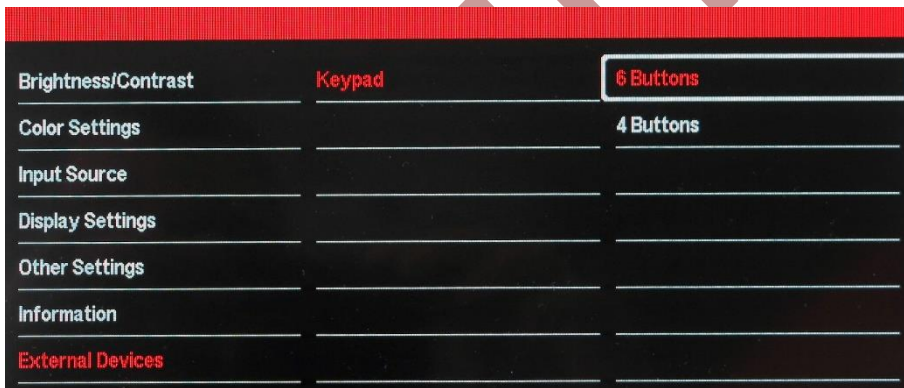 Brightness/Contrast
Keypad
6 Buttons
Color Settings
4 Buttons
Input Source
Display Settings
Other Settings
Information
External Devices